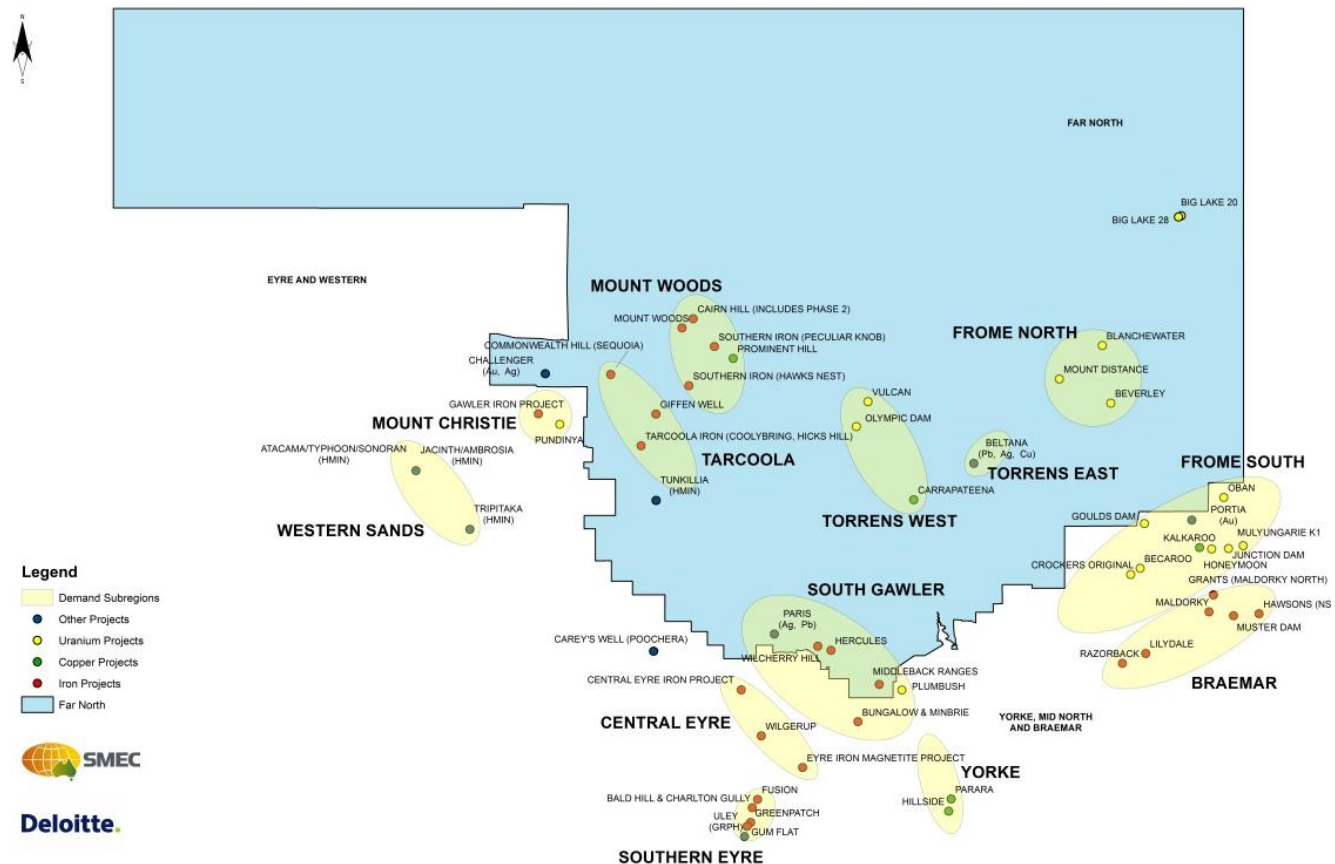 N
S
FAR NORTH
BIG LAKE 20
BIG LAKE 28
EYRE AND WESTERN
MOUNT WOODS
CAIRN HILL (INCLUDES PHASE 2)
MOUNT WOODS
SOUTHERN IRON (PECULIAR KNOB)
PROMINENT HILL
COMMONWEALTH HILL (SEQUOIA)
CHALLENGER
(Au, Ag)
SOUTHERN IRON (HAWKS NEST)
FROME NORTH
BLANCHEWATER
MOUNT DISTANCE
BEVERLEY
VULCAN
OLYMPIC DAM
GAWLER IRON PROJECT
MOUNT CHRISTIE
PUNDINYA
GIFFEN WELL
TARCOOLA IRON (COOLYBRING, HICKS HILL)
TARCOOLA
ATACAMA/TYPHOON/SONORAN
(HMIN)
JACINTH/AMBROSIA
(HMIN)
BELTANA
(Pb, Ag, Cu)
TORRENS EAST
FROME SOUTH
TUNKILLIA
(HMIN)
CARRAPATEENA
TORRENS WEST
TRIPITAKA
(HMIN)
WESTERN SANDS
OBAN
GOULDS DAM
PORTIA
(Au)
KALKAROO
MULYUNGARIE K1
JUNCTION DAM
HONEYMOON
CROCKERS ORIGINAL
BECAROO
GRANTS (MALDORKY NORTH)
MALDORKY
HAWSONS (NS
MUSTER DAM
LILYDALE
RAZORBACK
BRAEMAR
SOUTH GAWLER
PARIS
(Ag, Pb)
HERCULES
WILCHERRY HILL
CAREY'S WELL (POOCHERA)
MIDDLEBACK RANGES
PLUMBUSH
CENTRAL EYRE IRON PROJECT
BUNGALOW & MINBRIE
YORKE, MID NORTH
AND BRAEMAR
CENTRAL EYRE
WILGERUP
EYRE IRON MAGNETITE PROJECT
YORKE
PARARA
HILLSIDE
FUSION
BALD HILL & CHARLTON GULLY
GREENPATCH
ULEY
(GRPH)
GUM FLAT
SOUTHERN EYRE
Legend
Demand Subregions
Other Projects
Uranium Projects
Copper Projects
Iron Projects
Far North
SMEC
Deloitte.